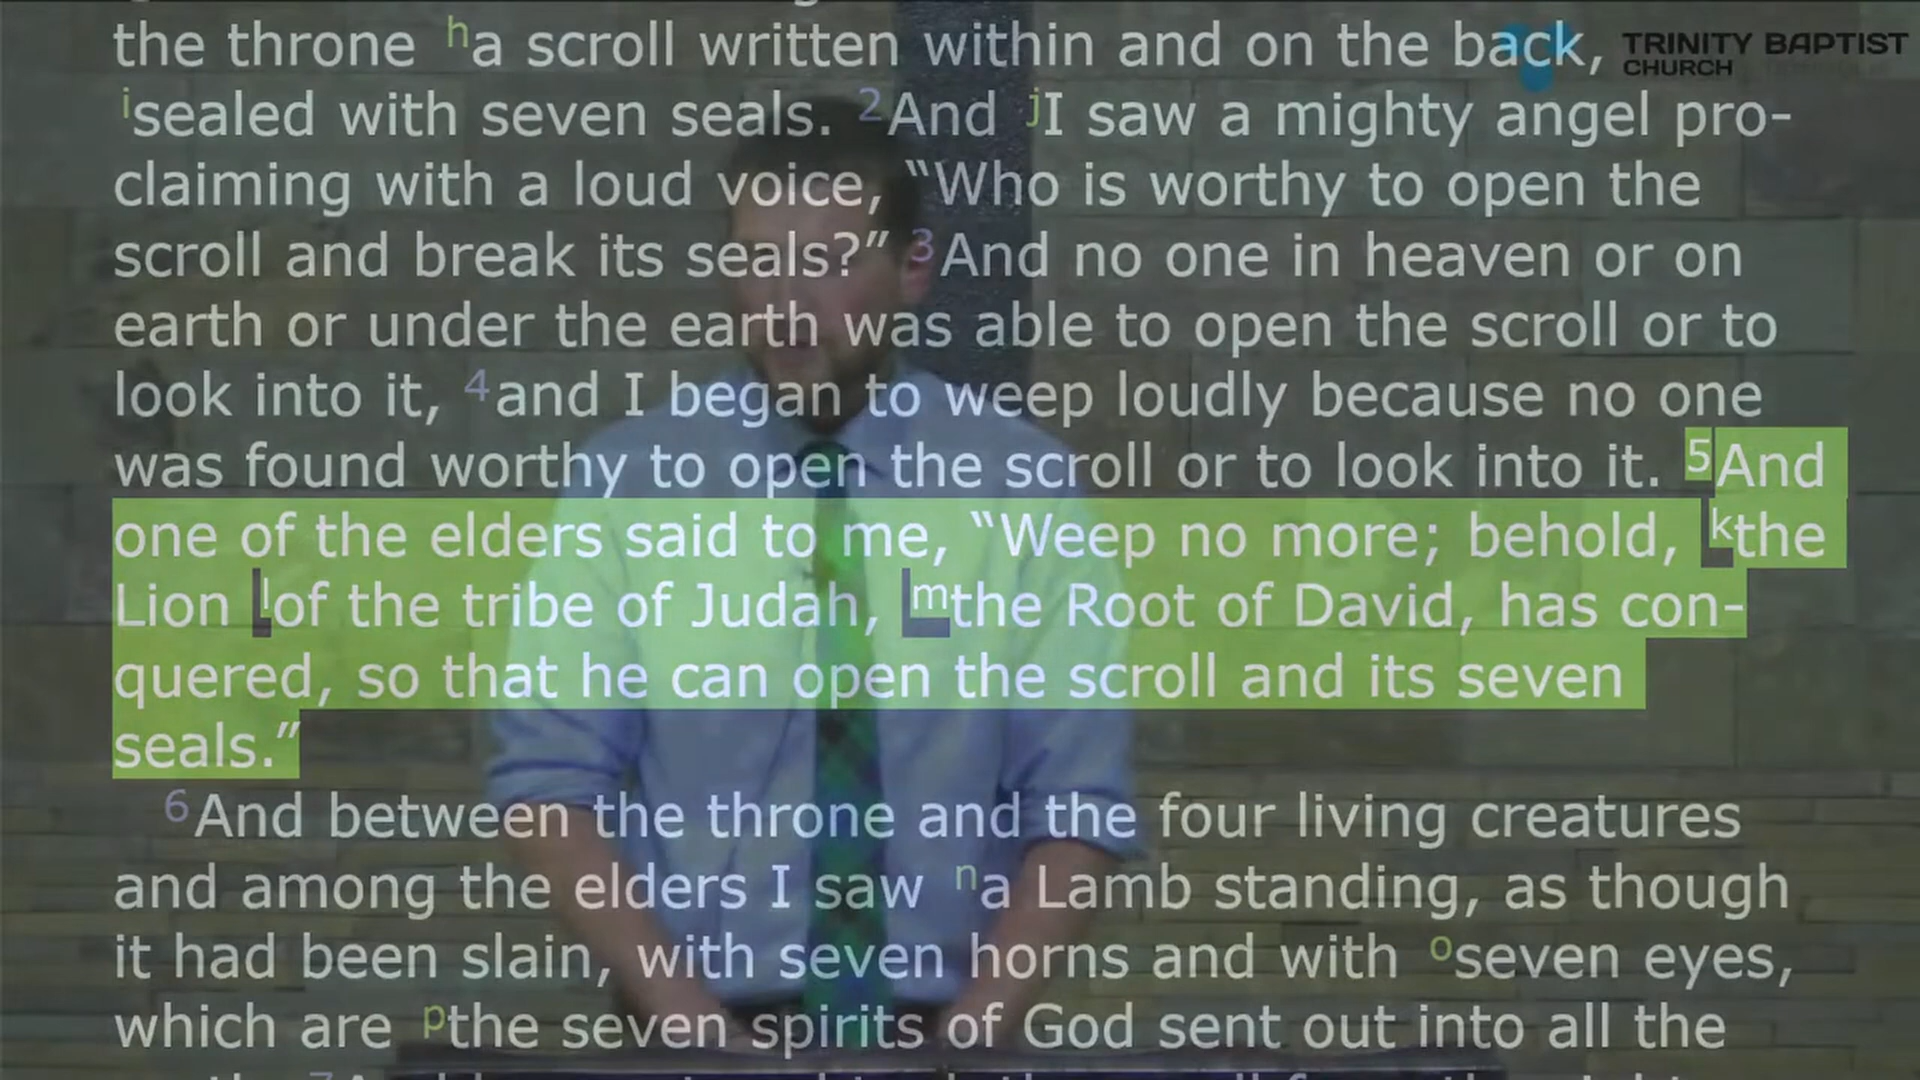 the throne ha scroll written within and on the back,
TRINITY BAPTIST
CHURCH
isealed with seven seals. 2And jI saw a mighty angel pro-
claiming with a loud voice, “Who is worthy to open the
scroll and break its seals?” 3And no one in heaven or on
earth or under the earth was able to open the scroll or to
look into it, 4and I began to weep loudly because no one
was found worthy to open the scroll or to look into it. 5And
one of the elders said to me, “Weep no more; behold, kthe
Lion lof the tribe of Judah, mthe Root of David, has con-
quered, so that he can open the scroll and its seven
seals.”
6And between the throne and the four living creatures
and among the elders I saw na Lamb standing, as though
it had been slain, with seven horns and with oseven eyes,
which are pthe seven spirits of God sent out into all the